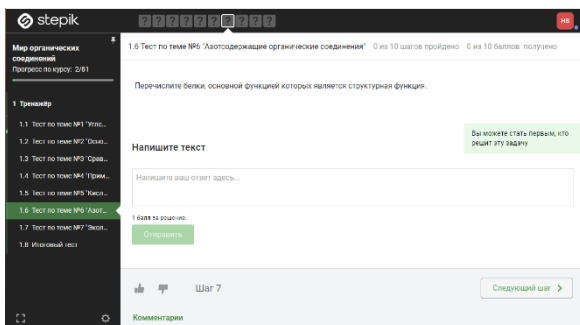 stepik
? ? ? ? ? ? ? ? ? ?
НВ
Мир органических
соединений
Прогресс по курсу: 2/81
1.6 Тест по теме №6 "Азотсодержащие органические соединения" 0 из 10 шагов пройдено 0 из 10 баллов получено
1 Тренажёр
1.1 Тест по теме №1 "Угле...
1.2 Тест по теме №2 "Осно...
1.3 Тест по теме №3 "Срав...
1.4 Тест по теме №4 "Прим...
1.5 Тест по теме №5 "Кисл...
1.6 Тест по теме №6 "Азот...
1.7 Тест по теме №7 "Экол...
1.8 Итоговый тест
Перечислите белки, основной функцией которых является структурная функция.
Вы можете стать первым, кто
решит эту задачу
Напишите текст
Напишите ваш ответ здесь...
1 балл за решение.
Отправить
Шаг 7
Следующий шаг
Комментарии